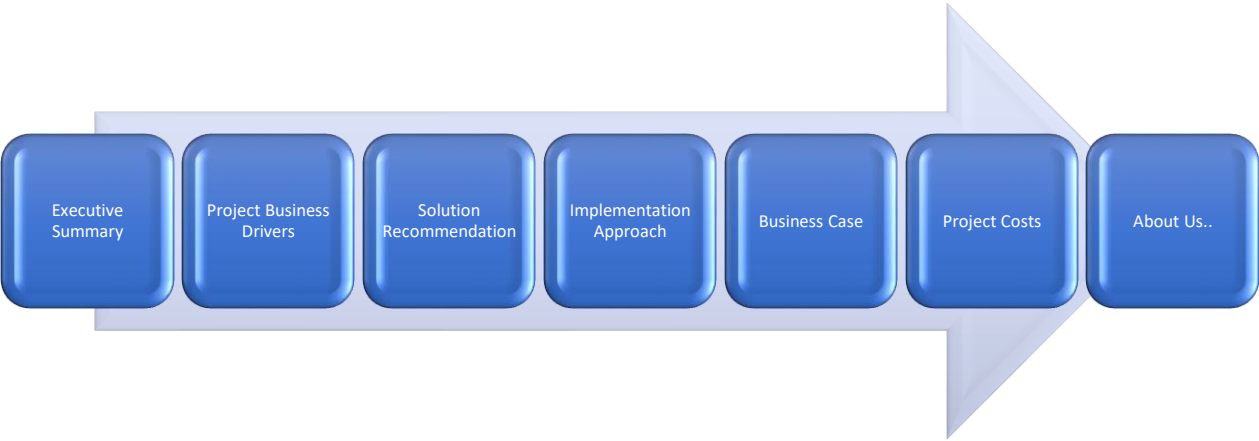 Executive
Summary
Project Business
Drivers
Solution
Recommendation
Implementation
Approach
Business Case
Project Costs
About Us..